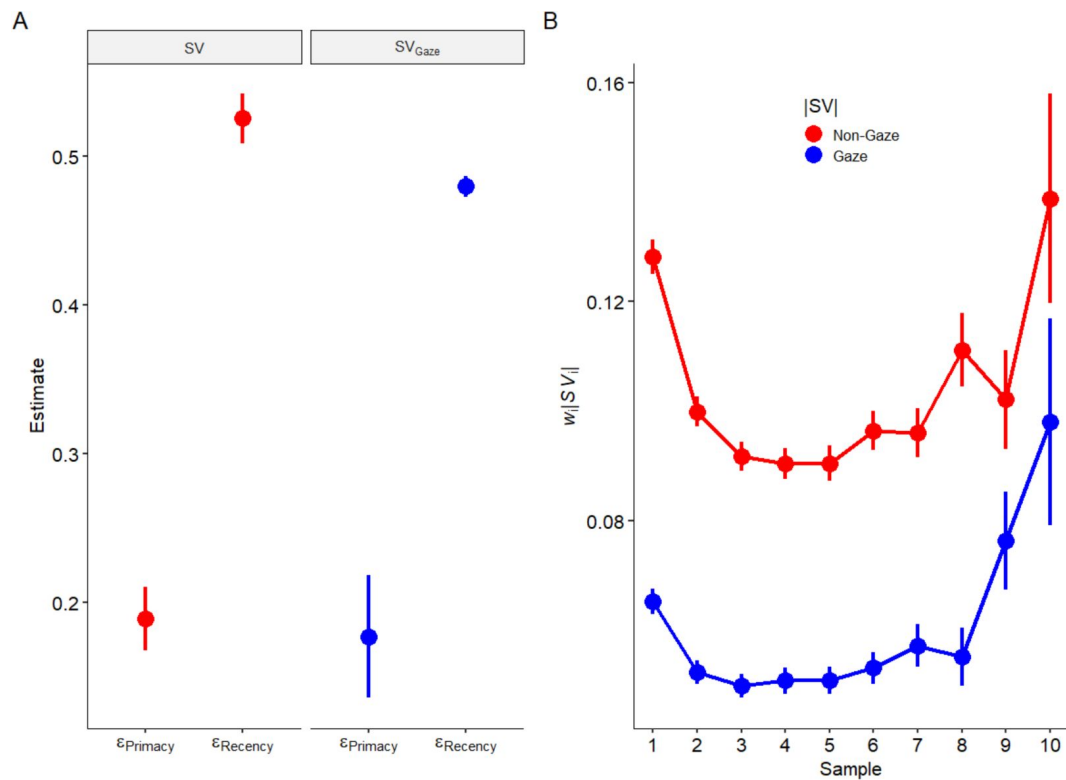 A
SV
SV_Gaze
0.5
0.4
0.3
0.2
Estimate
ε_Primacy ε_Recency ε_Primacy ε_Recency
B
0.16
0.12
0.08
w_i|SV_i|
|SV|
Non-Gaze
Gaze
1 2 3 4 5 6 7 8 9 10
Sample